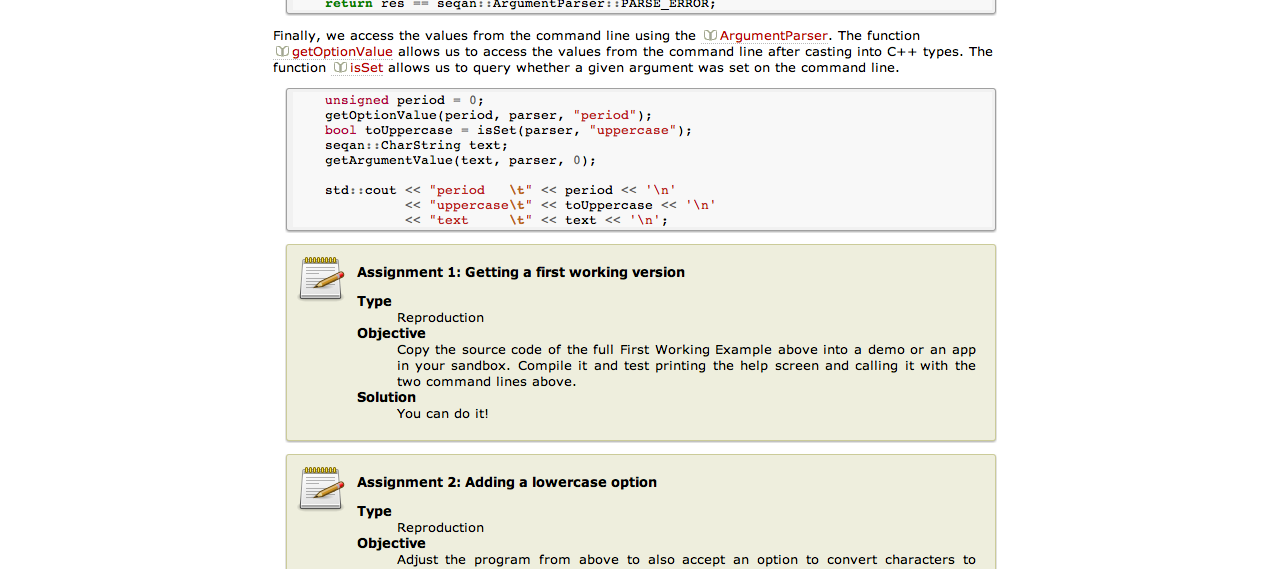 return res == seqan::ArgumentParser::PARSE_ERROR;
Finally, we access the values from the command line using the ArgumentParser. The function
getOptionValue allows us to access the values from the command line after casting into C++ types. The
function isSet allows us to query whether a given argument was set on the command line.
unsigned period = 0;
getOptionValue(period, parser, "period");
bool toUppercase = isSet(parser, "uppercase");
seqan::CharString text;
getArgumentValue(text, parser, 0);
std::cout << "period   \t" << period << '\n'
          << "uppercase\t" << toUppercase << '\n'
          << "text     \t" << text << '\n';
Assignment 1: Getting a first working version
Type
Reproduction
Objective
Copy the source code of the full First Working Example above into a demo or an app
in your sandbox. Compile it and test printing the help screen and calling it with the
two command lines above.
Solution
You can do it!
Assignment 2: Adding a lowercase option
Type
Reproduction
Objective
Adjust the program from above to also accept an option to convert characters to